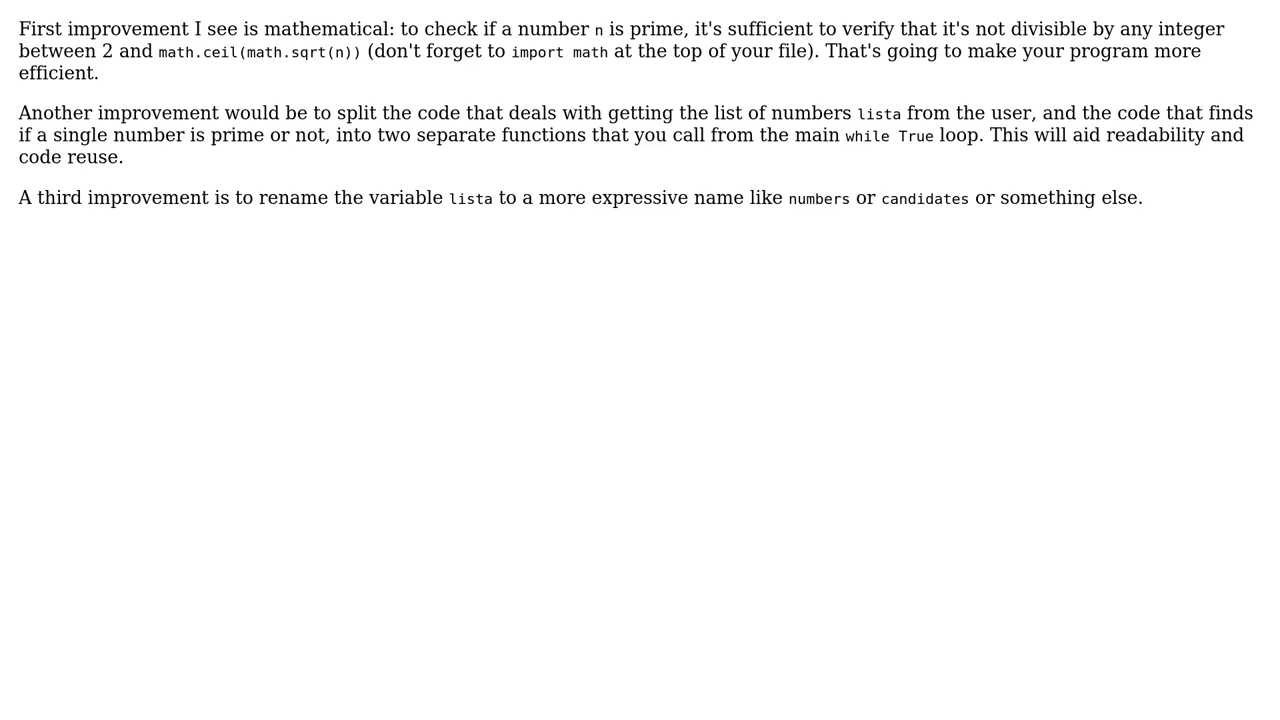 First improvement I see is mathematical: to check if a number n is prime, it's sufficient to verify that it's not divisible by any integer
between 2 and math.ceil(math.sqrt(n)) (don't forget to import math at the top of your file). That's going to make your program more
efficient.
Another improvement would be to split the code that deals with getting the list of numbers lista from the user, and the code that finds
if a single number is prime or not, into two separate functions that you call from the main while True loop. This will aid readability and
code reuse.
A third improvement is to rename the variable lista to a more expressive name like numbers or candidates or something else.